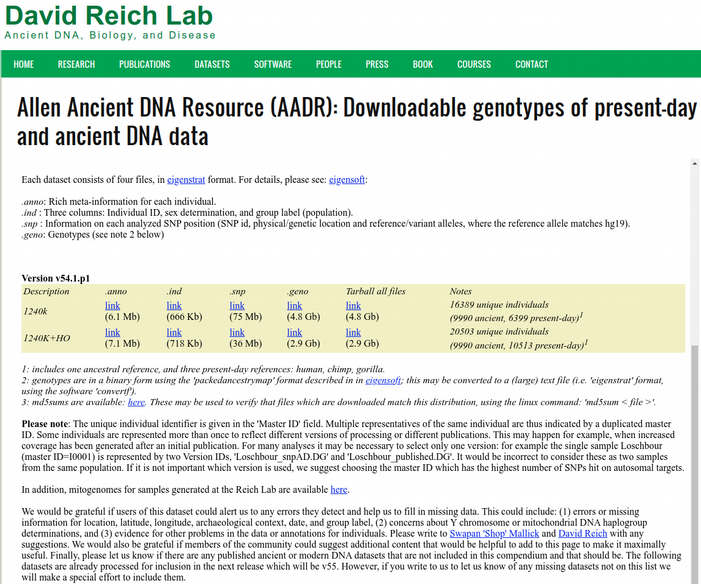 David Reich Lab
Ancient DNA, Biology, and Disease
HOME RESEARCH PUBLICATIONS DATASETS SOFTWARE PEOPLE PRESS BOOK COURSES CONTACT
Allen Ancient DNA Resource (AADR): Downloadable genotypes of present-day
and ancient DNA data
Each dataset consists of four files, in eigenstrat format. For details, please see: eigensoft:
.anno: Rich meta-information for each individual.
.ind : Three columns: Individual ID, sex determination, and group label (population).
.snp : Information on each analyzed SNP position (SNP id, physical/genetic location and reference/variant alleles, where the reference allele matches hg19).
.geno: Genotypes (see note 2 below)
Version v54.1.p1
Description .anno .ind .snp .geno Tarball all files Notes
1240k link link link link link 16389 unique individuals
(6.1 Mb) (666 Kb) (75 Mb) (4.8 Gb) (4.8 Gb) (9990 ancient, 6399 present-day)1
1240K+HO link link link link link 20503 unique individuals
(7.1 Mb) (718 Kb) (36 Mb) (2.9 Gb) (2.9 Gb) (9990 ancient, 10513 present-day)1
1: includes one ancestral reference, and three present-day references: human, chimp, gorilla.
2: genotypes are in a binary form using the 'packedancestrymap' format described in in eigensoft; this may be converted to a (large) text file (i.e. 'eigenstrat' format,
using the software 'convertf').
3: md5sums are available: here. These may be used to verify that files which are downloaded match this distribution, using the linux command: 'md5sum < file >'.
Please note: The unique individual identifier is given in the 'Master ID' field. Multiple representatives of the same individual are thus indicated by a duplicated master
ID. Some individuals are represented more than once to reflect different versions of processing or different publications. This may happen for example, when increased
coverage has been generated after an initial publication. For many analyses it may be necessary to select only one version: for example the single sample Loschbour
(master ID=I0001) is represented by two Version IDs, 'Loschbour_snpAD.DG' and 'Loschbour_published.DG'. It would be incorrect to consider these as two samples
from the same population. If it is not important which version is used, we suggest choosing the master ID which has the highest number of SNPs hit on autosomal targets.
In addition, mitogenomes for samples generated at the Reich Lab are available here.
We would be grateful if users of this dataset could alert us to any errors they detect and help us to fill in missing data. This could include: (1) errors or missing
information for location, latitude, longitude, archaeological context, date, and group label, (2) concerns about Y chromosome or mitochondrial DNA haplogroup
determinations, and (3) evidence for other problems in the data or annotations for individuals. Please write to Swapan 'Shop' Mallick and David Reich with any
suggestions. We would also be grateful if members of the community could suggest additional content that would be helpful to add to this page to make it maximally
useful. Finally, please let us know if there are any published ancient or modern DNA datasets that are not included in this compendium and that should be. The following
datasets are already processed for inclusion in the next release which will be v55. However, if you write to us to let us know of any missing datasets not on this list we
will make a special effort to include them.